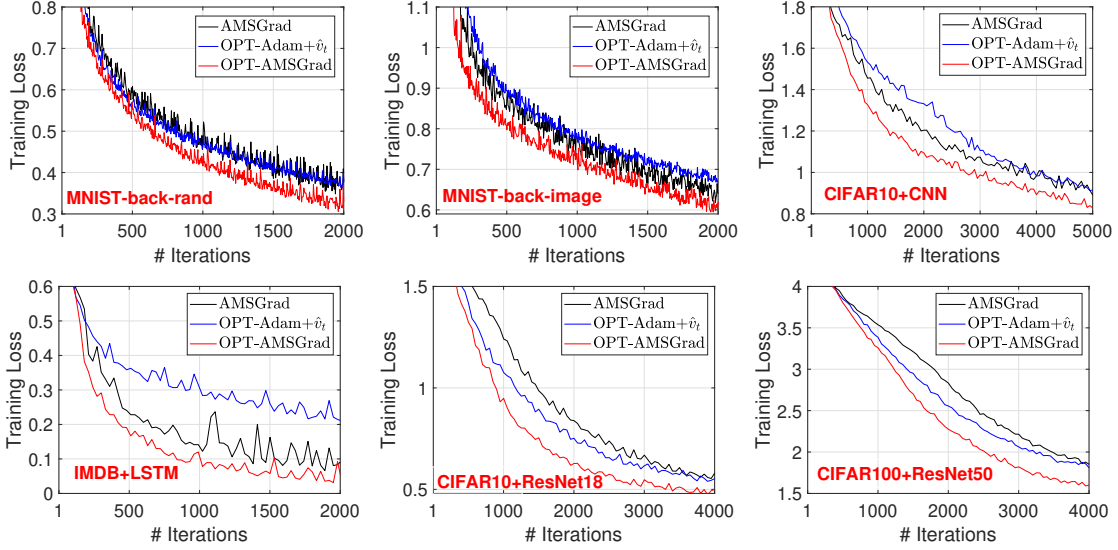 0.8
0.7
0.6
0.5
0.4
0.3
Training Loss
AMSGrad
OPT-Adam+v̂ₜ
OPT-AMSGrad
MNIST-back-rand
1 500 1000 1500 2000
# Iterations
1.1
1
0.9
0.8
0.7
0.6
Training Loss
AMSGrad
OPT-Adam+v̂ₜ
OPT-AMSGrad
MNIST-back-image
1 500 1000 1500 2000
# Iterations
1.8
1.6
1.4
1.2
1
0.8
Training Loss
AMSGrad
OPT-Adam+v̂ₜ
OPT-AMSGrad
CIFAR10+CNN
1 1000 2000 3000 4000 5000
# Iterations
0.6
0.5
0.4
0.3
0.2
0.1
0
Training Loss
AMSGrad
OPT-Adam+v̂ₜ
OPT-AMSGrad
IMDB+LSTM
1 500 1000 1500 2000
# Iterations
1.5
1
0.5
Training Loss
AMSGrad
OPT-Adam+v̂ₜ
OPT-AMSGrad
CIFAR10+ResNet18
1 1000 2000 3000 4000
# Iterations
4
3.5
3
2.5
2
1.5
Training Loss
AMSGrad
OPT-Adam+v̂ₜ
OPT-AMSGrad
CIFAR100+ResNet50
1 1000 2000 3000 4000
# Iterations